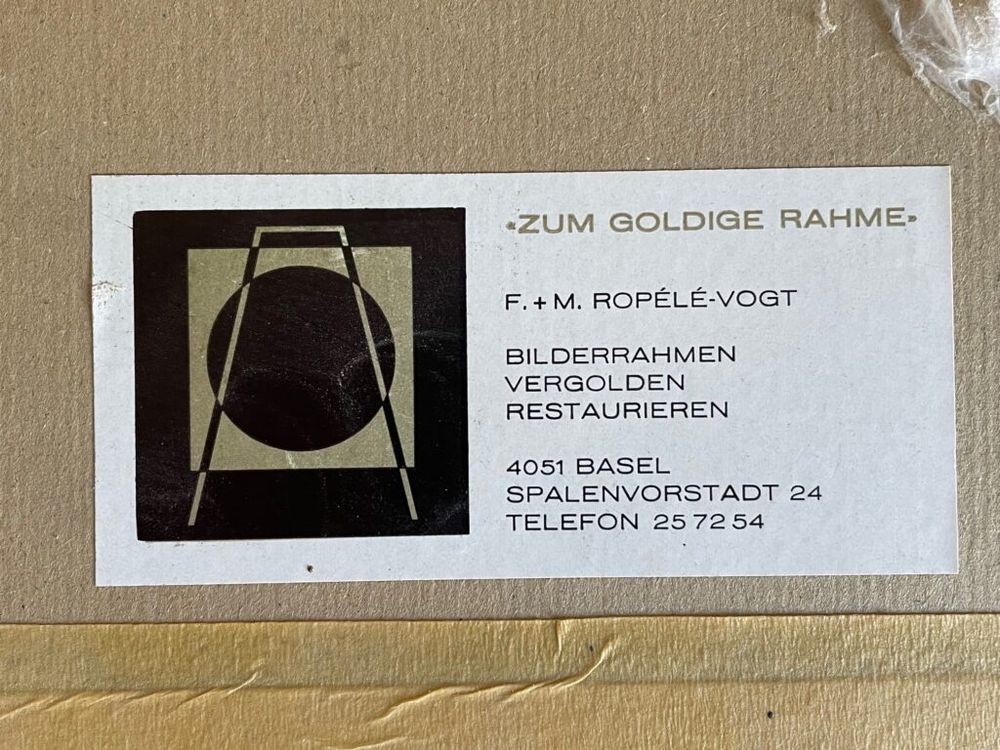 «ZUM GOLDIGE RAHME»
F. + M. ROPÉLÉ-VOGT
BILDERRAHMEN
VERGOLDEN
RESTAURIEREN
4051 BASEL
SPALENVORSTADT 24
TELEFON 25 72 54